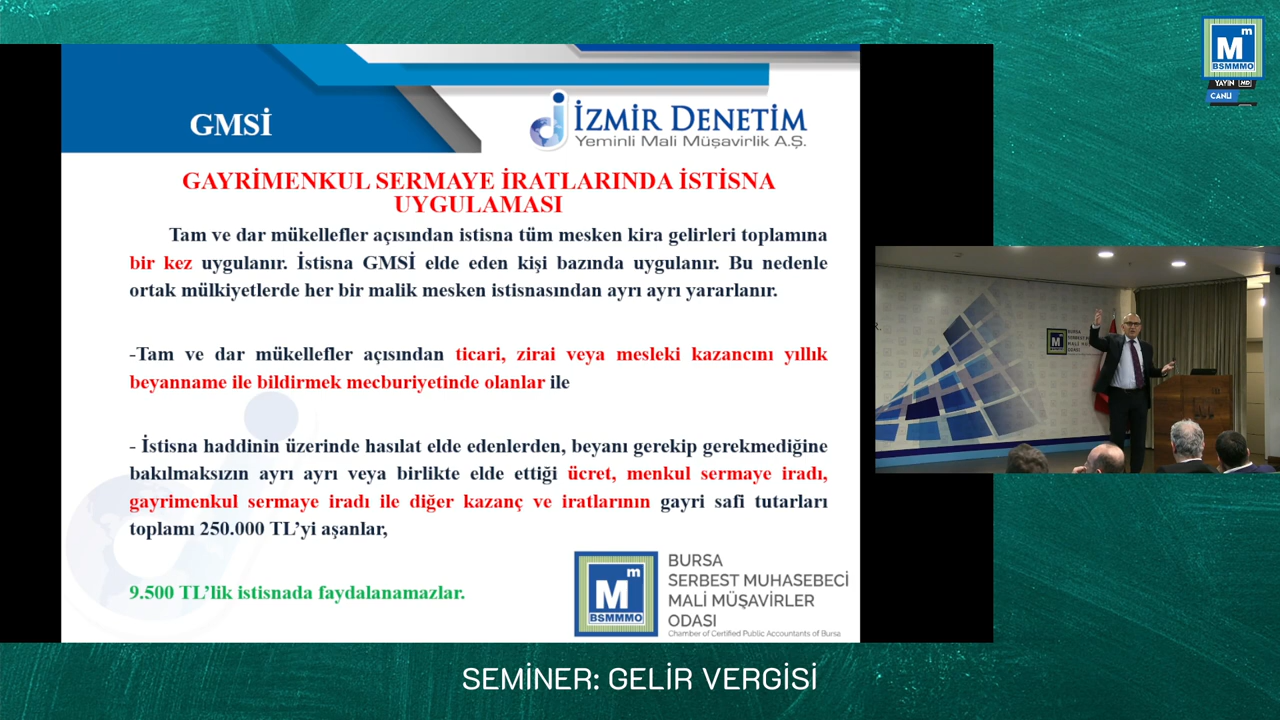 M m
BSMMMO
YAYIN HD
CANLI
GMSİ
İZMİR DENETİM
Yeminli Mali Müşavirlik A.Ş.
GAYRİMENKUL SERMAYE İRATLARINDA İSTİSNA
UYGULAMASI
Tam ve dar mükellefler açısından istisna tüm mesken kira gelirleri toplamına
bir kez uygulanır. İstisna GMSİ elde eden kişi bazında uygulanır. Bu nedenle
ortak mülkiyetlerde her bir malik mesken istisnasından ayrı ayrı yararlanır.
-Tam ve dar mükellefler açısından ticari, zirai veya mesleki kazancını yıllık
beyanname ile bildirmek mecburiyetinde olanlar ile
- İstisna haddinin üzerinde hasılat elde edenlerden, beyanı gerekip gerekmediğine
bakılmaksızın ayrı ayrı veya birlikte elde ettiği ücret, menkul sermaye iradı,
gayrimenkul sermaye iradı ile diğer kazanç ve iratlarının gayri safi tutarları
toplamı 250.000 TL'yi aşanlar,
9.500 TL'lik istisnada faydalanamazlar.
M m
BSMMMO
BURSA
SERBEST MUHASEBECİ
MALİ MÜŞAVİRLER
ODASI
Chamber of Certified Public Accountants of Bursa
M
BURSA
ODASI
SEMİNER: GELİR VERGİSİ